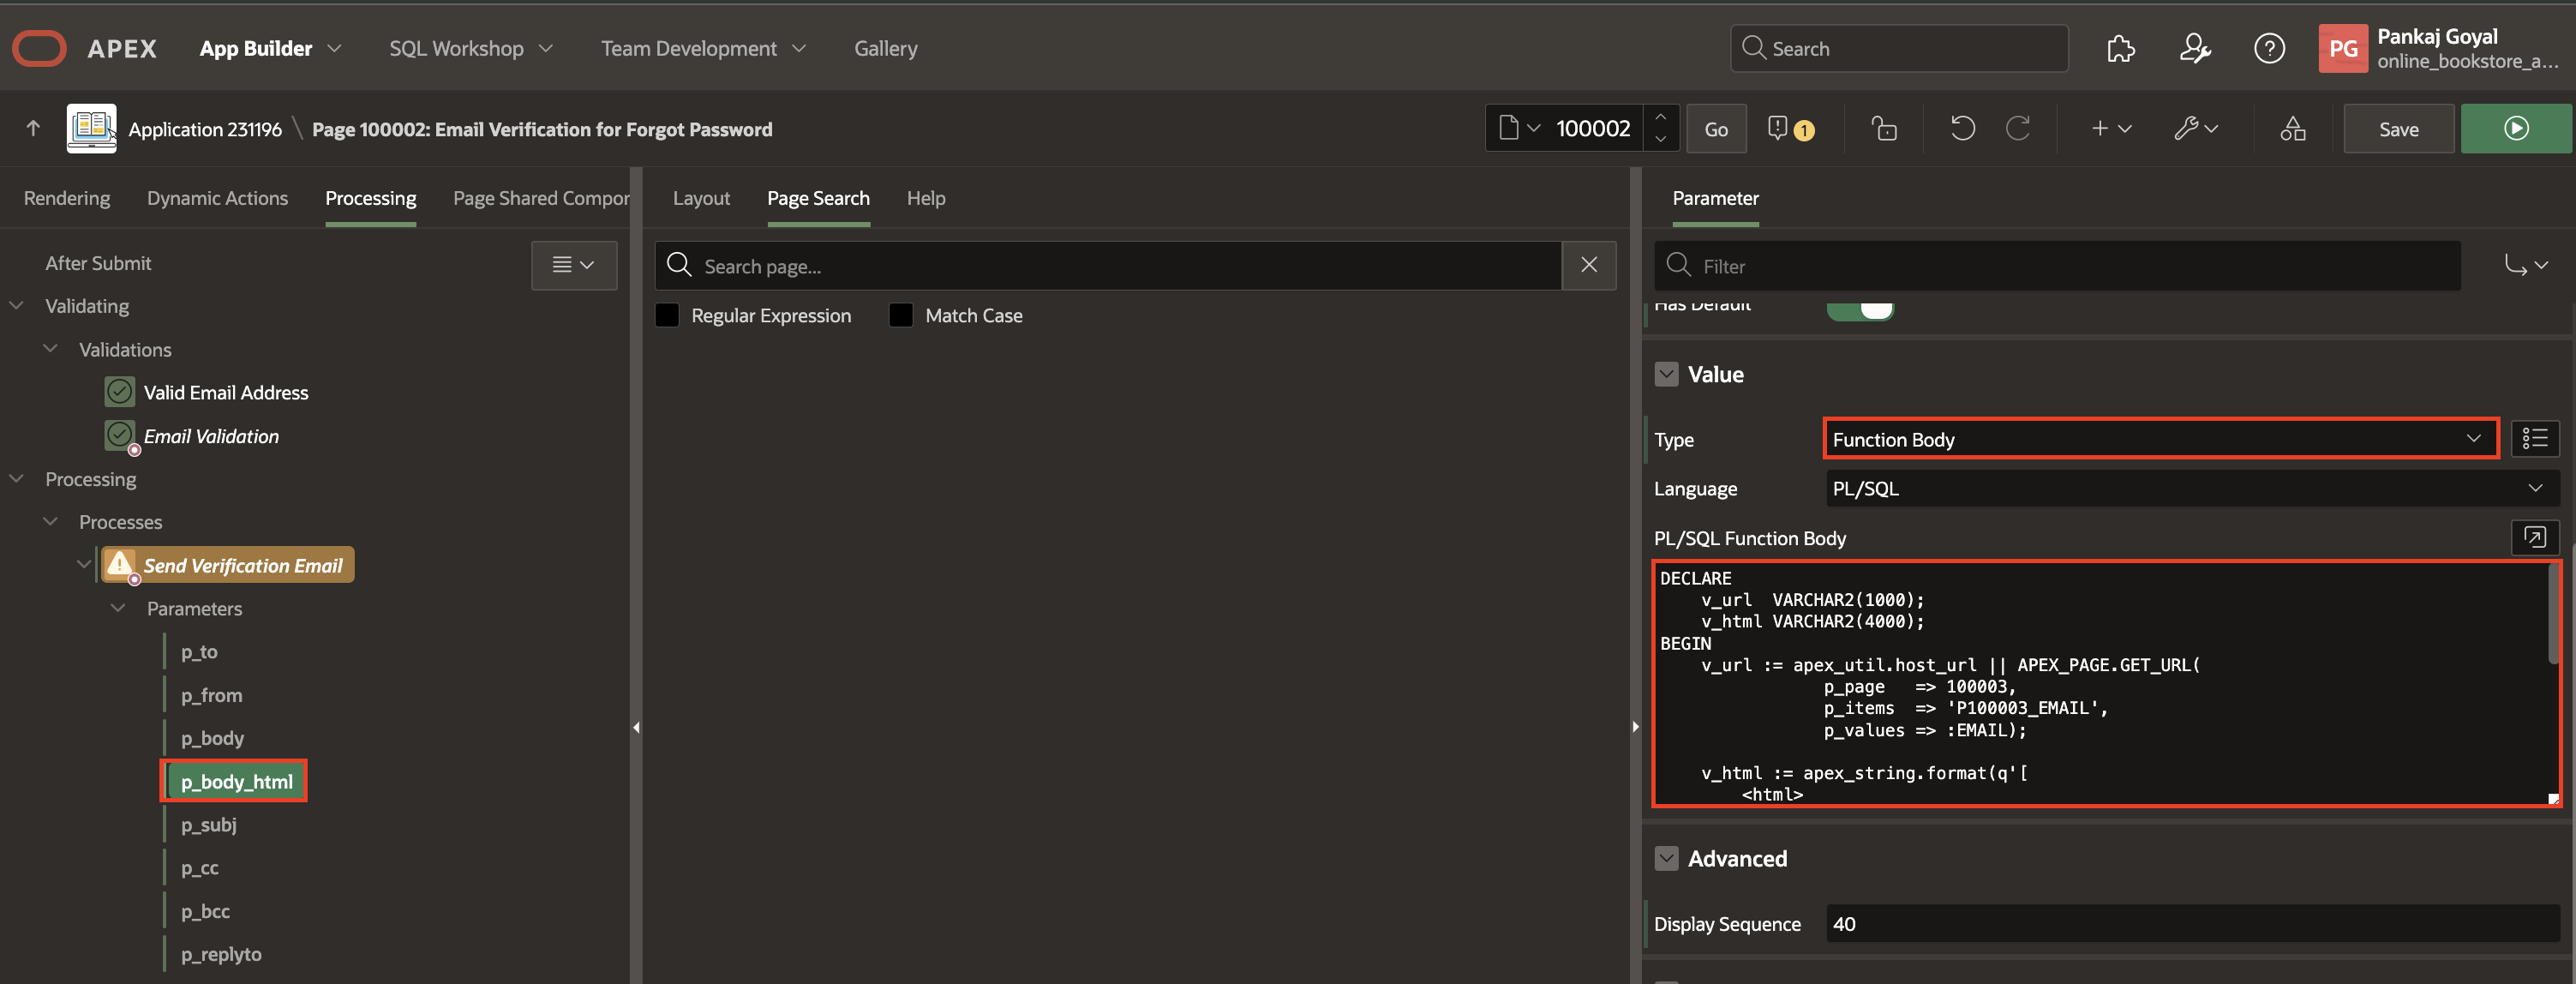 APEX
App Builder
SQL Workshop
Team Development
Gallery
Search
PG
Pankaj Goyal
online_bookstore_a...
Application 231196 \ Page 100002: Email Verification for Forgot Password
100002
Go
1
Save
Rendering
Dynamic Actions
Processing
Page Shared Compor
Layout
Page Search
Help
Parameter
After Submit
Validating
Validations
Valid Email Address
Email Validation
Processing
Processes
Send Verification Email
Parameters
p_to
p_from
p_body
p_body_html
p_subj
p_cc
p_bcc
p_replyto
Search page...
Regular Expression
Match Case
Filter
Has Default
Value
Type
Function Body
Language
PL/SQL
PL/SQL Function Body
DECLARE
v_url  VARCHAR2(1000);
v_html VARCHAR2(4000);
BEGIN
v_url := apex_util.host_url || APEX_PAGE.GET_URL(
p_page   => 100003,
p_items  => 'P100003_EMAIL',
p_values => :EMAIL);
v_html := apex_string.format(q'[
<html>
Advanced
Display Sequence
40